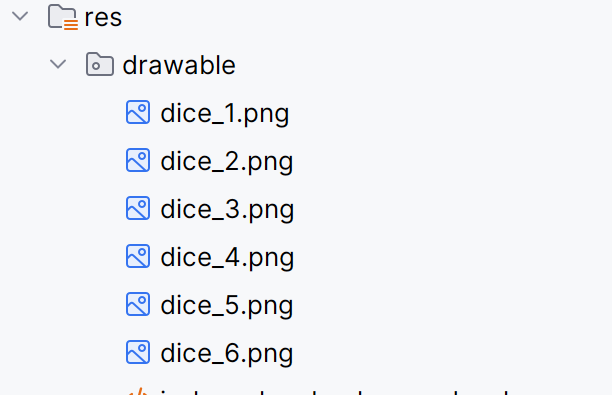 res
drawable
dice_1.png
dice_2.png
dice_3.png
dice_4.png
dice_5.png
dice_6.png